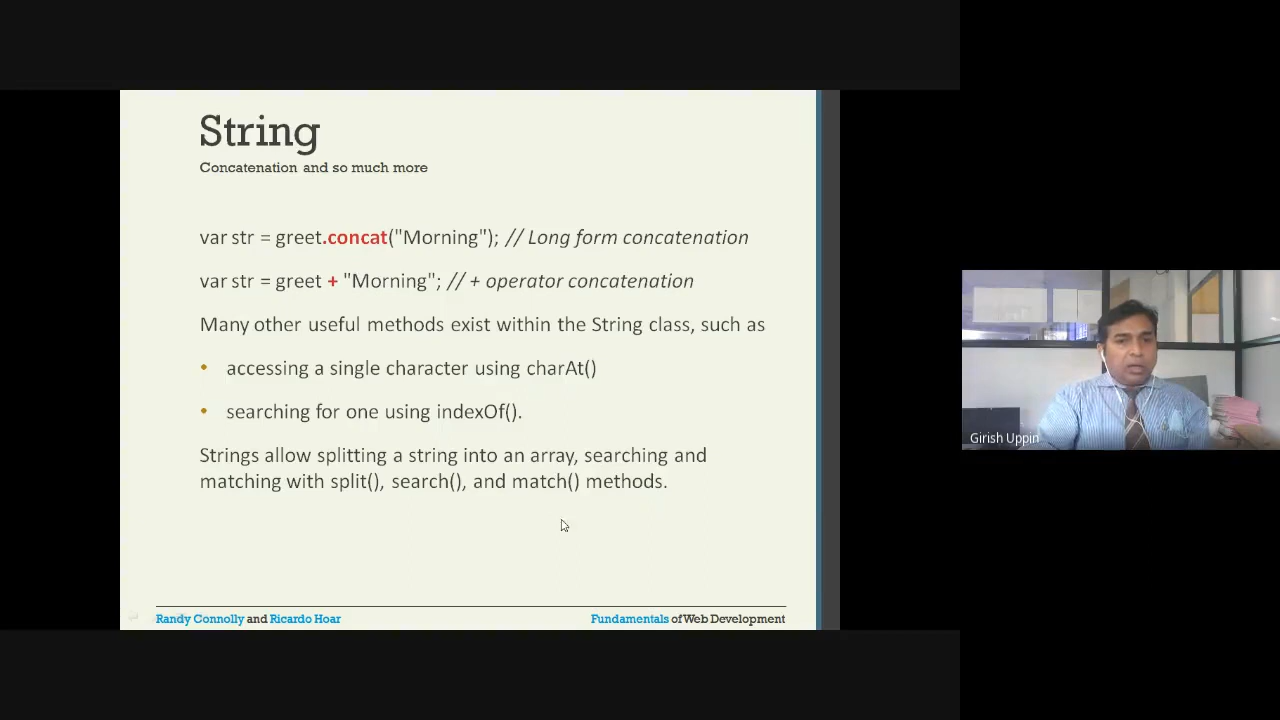 String
Concatenation and so much more
var str = greet.concat("Morning"); // Long form concatenation
var str = greet + "Morning"; // + operator concatenation
Many other useful methods exist within the String class, such as
• accessing a single character using charAt()
• searching for one using indexOf().
Strings allow splitting a string into an array, searching and
matching with split(), search(), and match() methods.
Randy Connolly and Ricardo Hoar
Fundamentals of Web Development
Girish Uppin